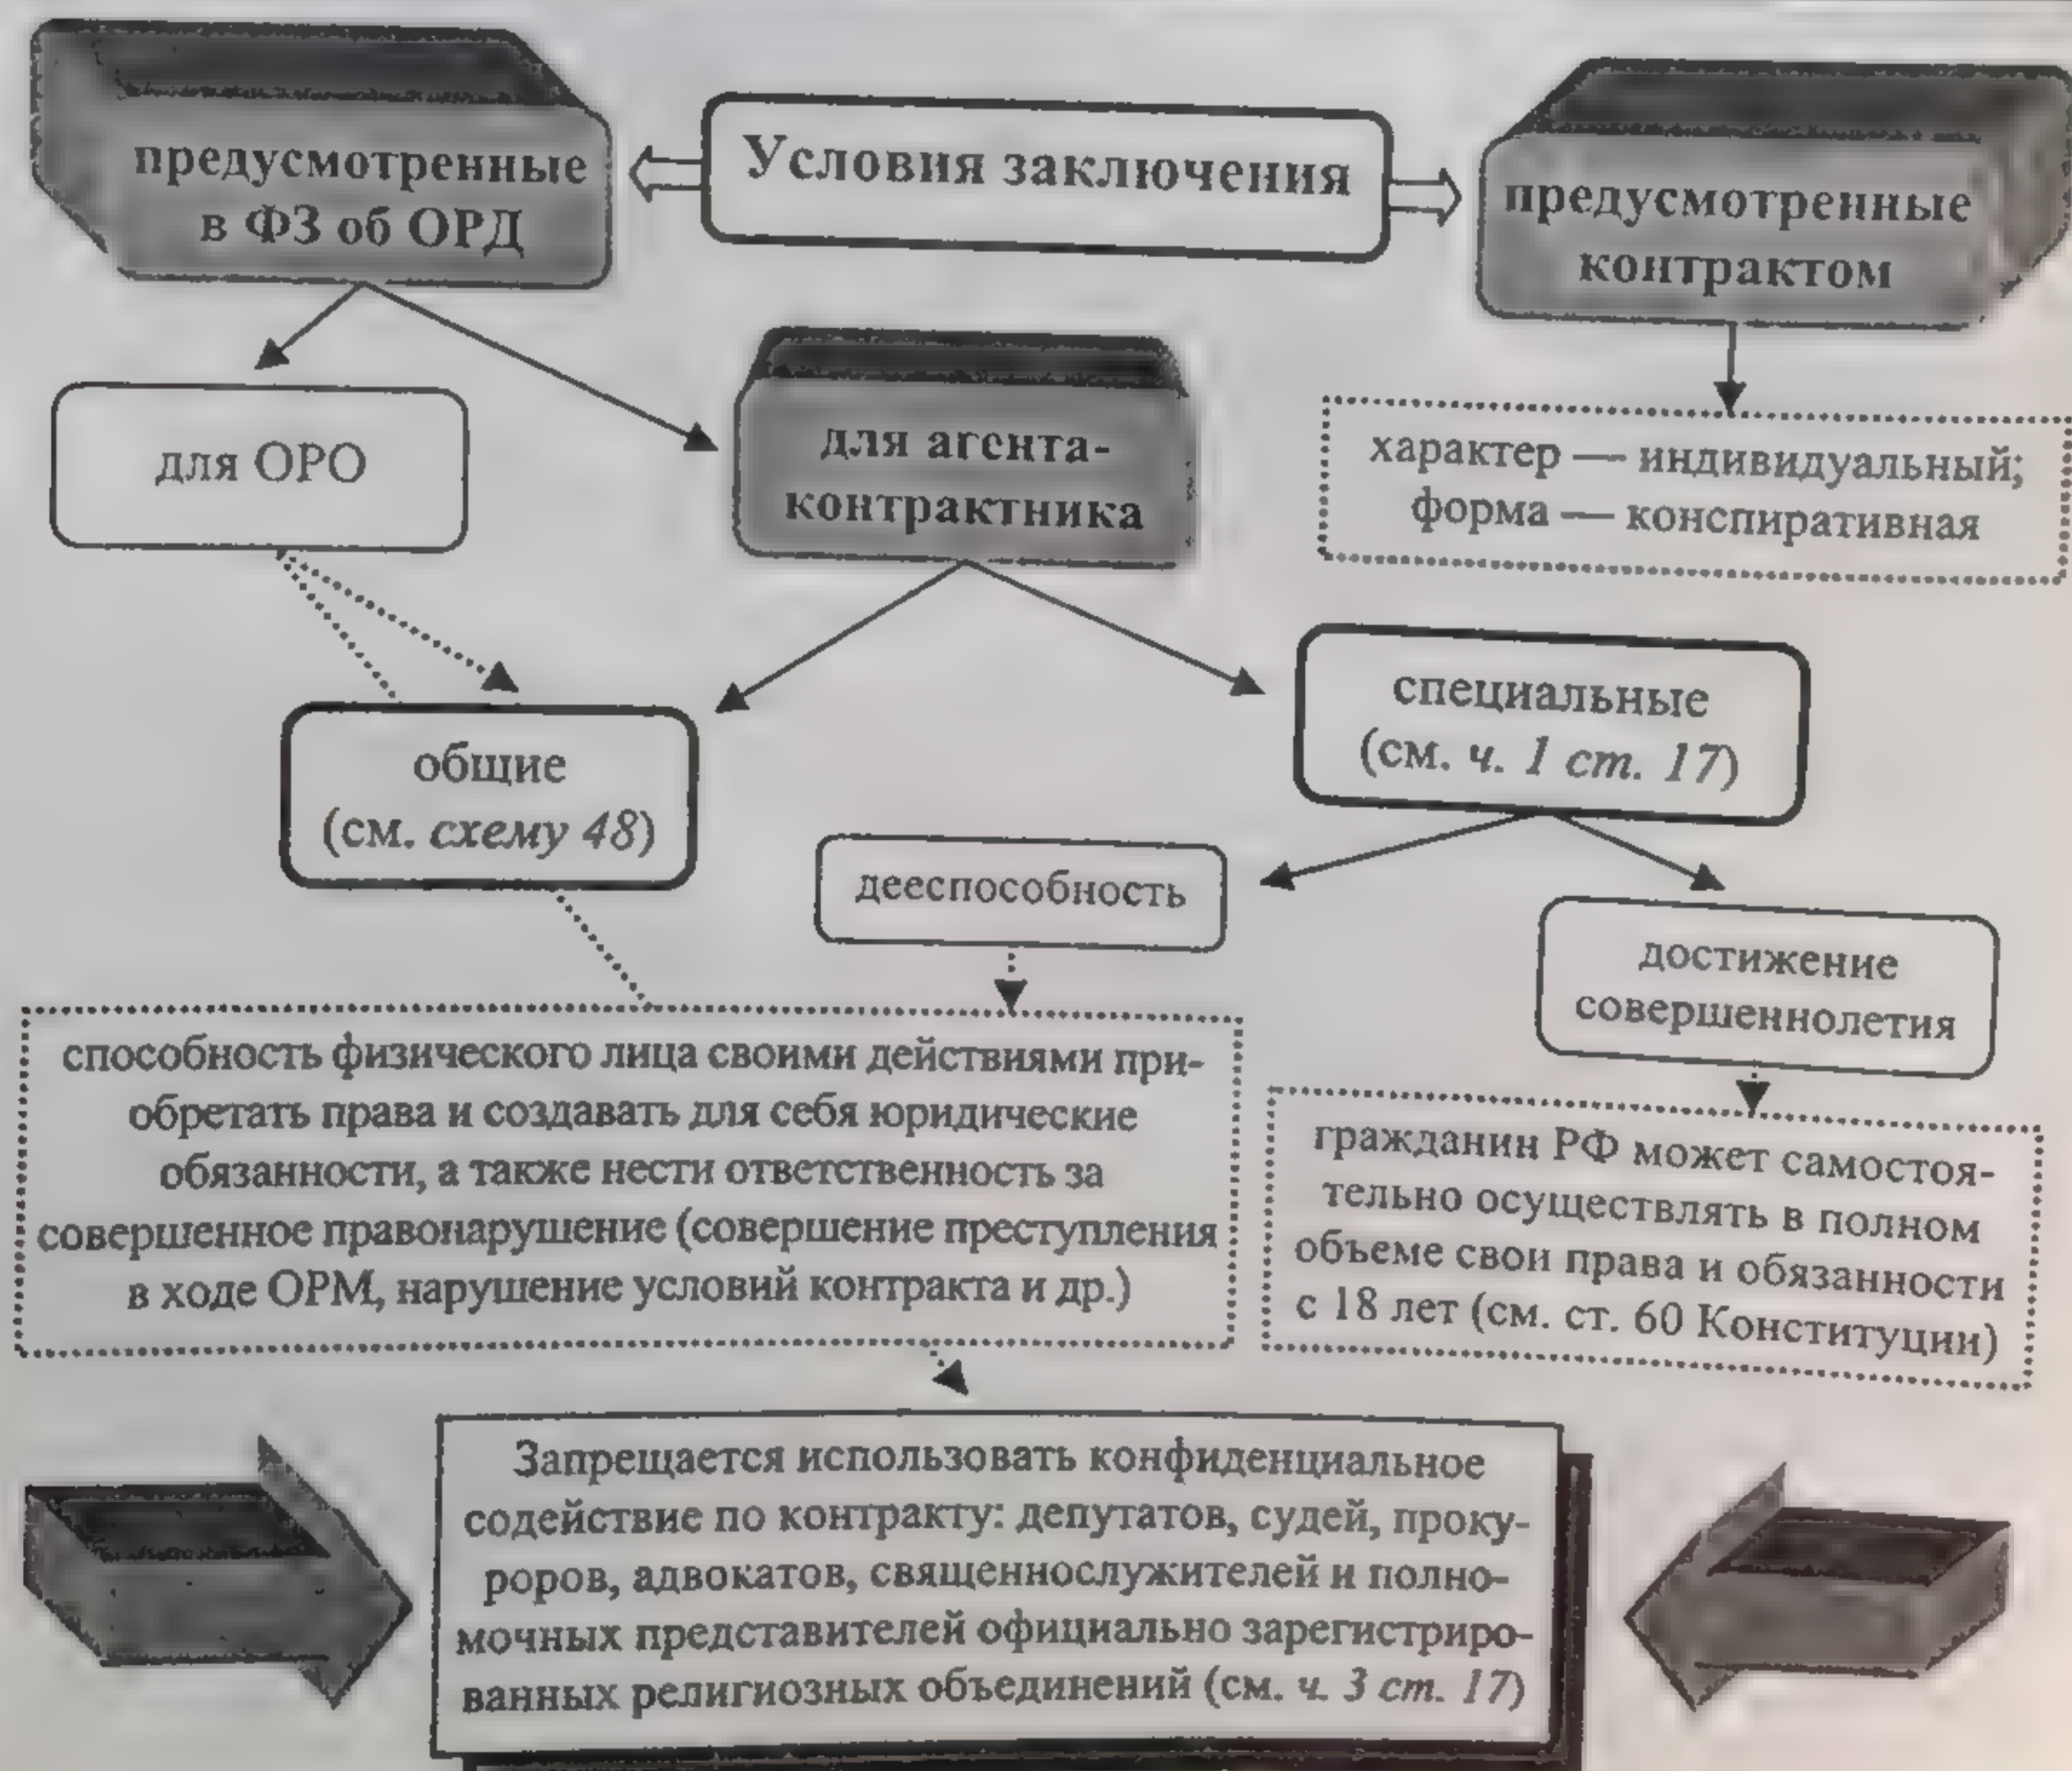 предусмотренные
в ФЗ об ОРД
Условия заключения
предусмотренные
контрактом
для ОРО
для агента-
контрактника
характер — индивидуальный;
форма — конспиративная
общие
(см. схему 48)
специальные
(см. ч. 1 ст. 17)
дееспособность
достижение
совершеннолетия
способность физического лица своими действиями при-
обретать права и создавать для себя юридические
обязанности, а также нести ответственность за
совершенное правонарушение (совершение преступления
в ходе ОРМ, нарушение условий контракта и др.)
гражданин РФ может самостоя-
тельно осуществлять в полном
объеме свои права и обязанности
с 18 лет (см. ст. 60 Конституции)
Запрещается использовать конфиденциальное
содействие по контракту: депутатов, судей, проку-
роров, адвокатов, священнослужителей и полно-
мочных представителей официально зарегистриро-
ванных религиозных объединений (см. ч. 3 ст. 17)